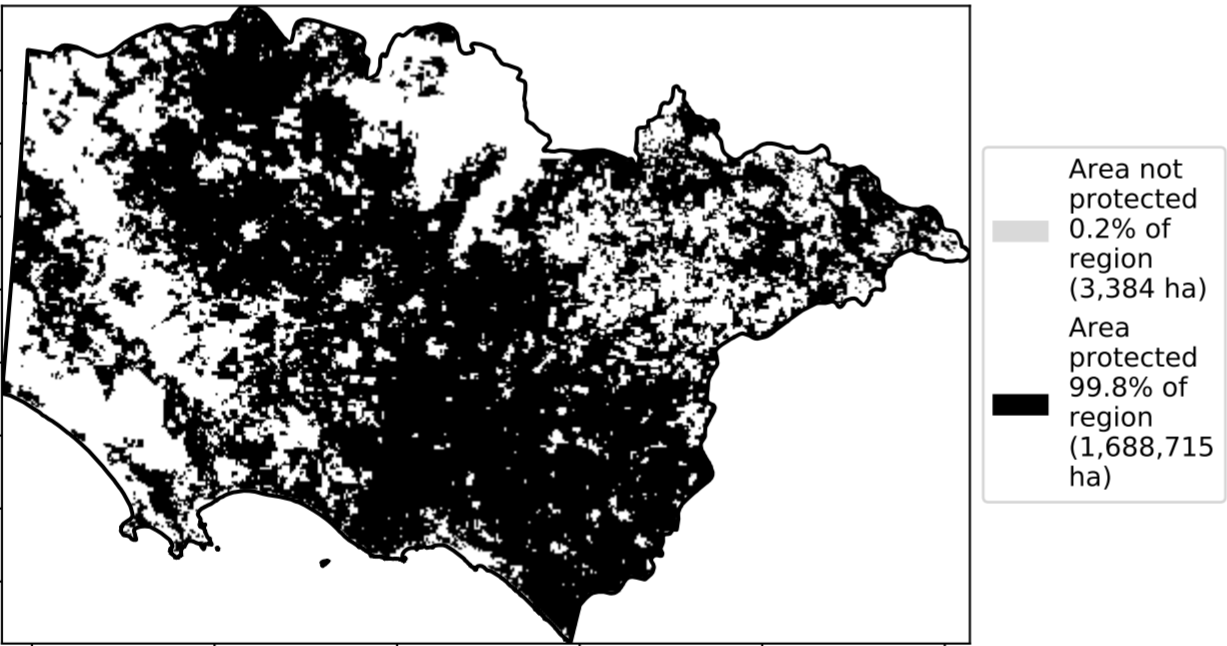 Area not
protected
0.2% of
region
(3,384 ha)
Area
protected
99.8% of
region
(1,688,715
ha)